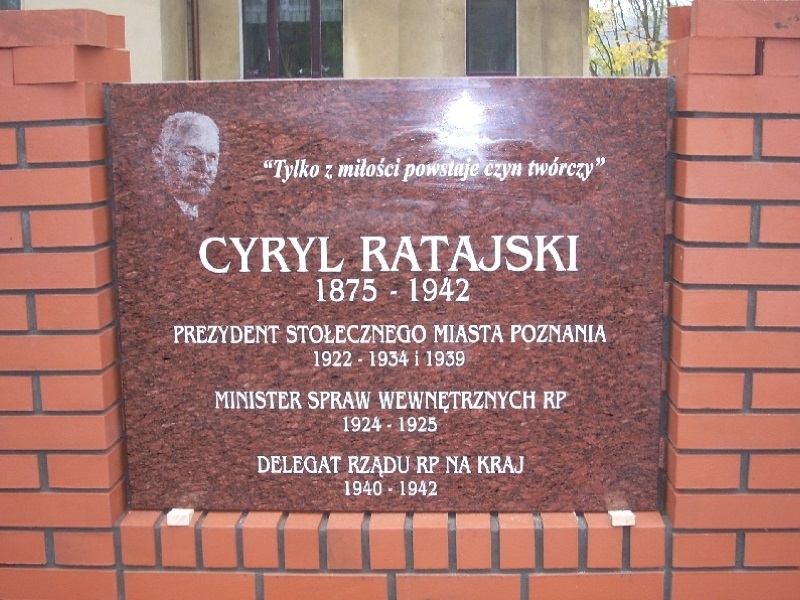 “Tylko z miłości powstaje czyn twórczy”
CYRYL RATAJSKI
1875 - 1942
PREZYDENT STOŁECZNEGO MIASTA POZNANIA
1922 - 1934 i 1939
MINISTER SPRAW WEWNĘTRZNYCH RP
1924 - 1925
DELEGAT RZĄDU RP NA KRAJ
1940 - 1942